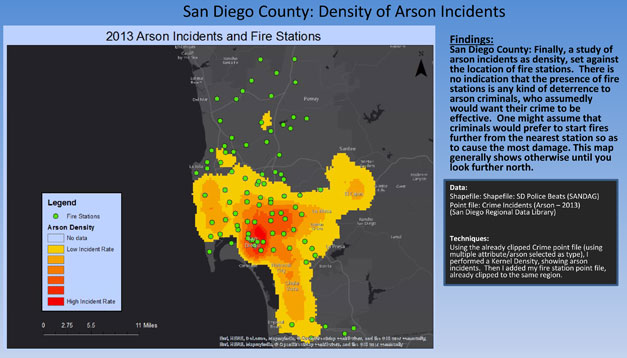 San Diego County: Density of Arson Incidents
2013 Arson Incidents and Fire Stations
Findings:
San Diego County: Finally, a study of
arson incidents as density, set against
the location of fire stations. There is
no indication that the presence of fire
stations is any kind of deterrence to
arson criminals, who assumedly
would want their crime to be
effective. One might assume that
criminals would prefer to start fires
further from the nearest station so as
to cause the most damage. This map
generally shows otherwise until you
look further north.
Data:
Shapefile: Shapefile: SD Police Beats (SANDAG)
Point file: Crime Incidents (Arson – 2013)
(San Diego Regional Data Library)
Techniques:
Using the already clipped Crime point file (using
multiple attribute/arson selected as type), I
performed a Kernel Density, showing arson
incidents. Then I added my fire station point file,
already clipped to the same region.
Poway
Santee
Legend
Fire Stations
Arson Density
No data
Low Incident Rate
High Incident Rate
0 2.75 5.5 11 Miles